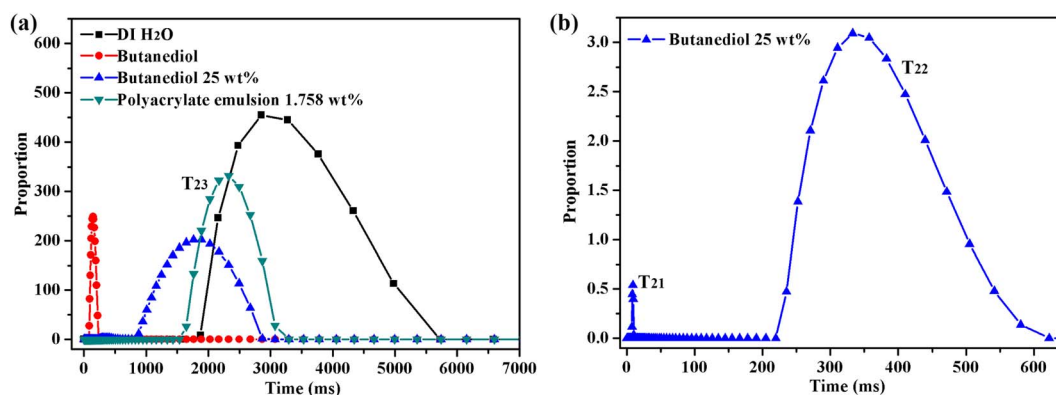 (a)
600
500
400
300
200
100
0
Proportion
DI H2O
Butanediol
Butanediol 25 wt%
Polyacrylate emulsion 1.758 wt%
T23
0 1000 2000 3000 4000 5000 6000 7000
Time (ms)
(b)
3.0
2.5
2.0
1.5
1.0
0.5
0.0
Proportion
Butanediol 25 wt%
T22
T21
0 100 200 300 400 500 600
Time (ms)